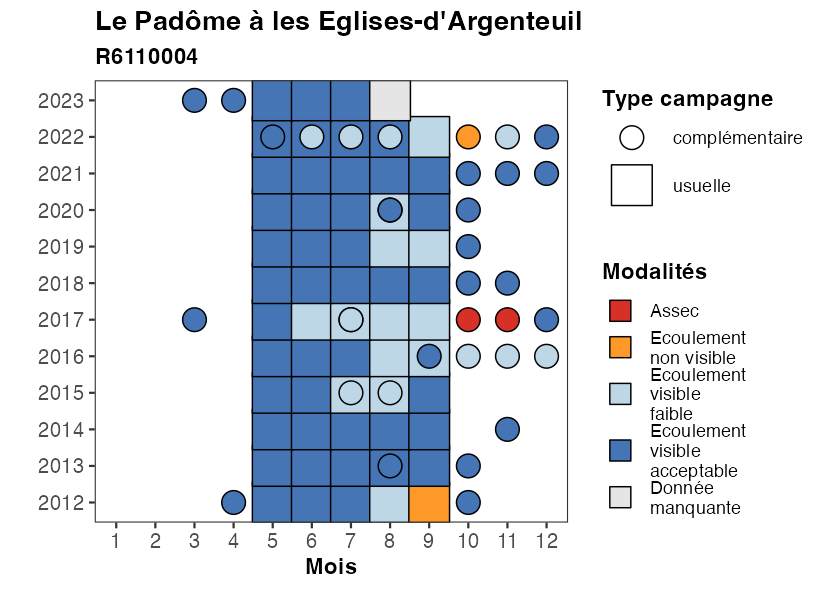 Le Padôme à les Eglises-d'Argenteuil
R6110004
2023
2022
2021
2020
2019
2018
2017
2016
2015
2014
2013
2012
1 2 3 4 5 6 7 8 9 10 11 12
Mois
Type campagne
complémentaire
usuelle
Modalités
Assec
Ecoulement
non visible
Ecoulement
visible
faible
Ecoulement
visible
acceptable
Donnée
manquante